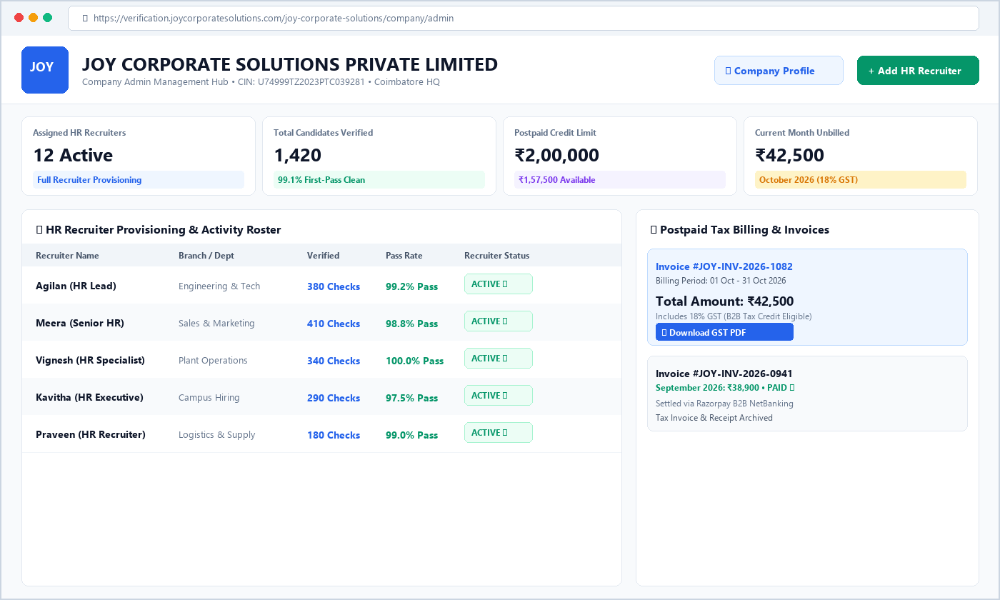 https://verification.joycorporatesolutions.com/joy-corporate-solutions/company/admin
JOY
JOY CORPORATE SOLUTIONS PRIVATE LIMITED
Company Admin Management Hub • CIN: U74999TZ2023PTC039281 • Coimbatore HQ
Company Profile
+ Add HR Recruiter
Assigned HR Recruiters
12 Active
Full Recruiter Provisioning
Total Candidates Verified
1,420
99.1% First-Pass Clean
Postpaid Credit Limit
₹2,00,000
₹1,57,500 Available
Current Month Unbilled
₹42,500
October 2026 (18% GST)
HR Recruiter Provisioning & Activity Roster
Recruiter Name Branch / Dept Verified Pass Rate Recruiter Status
Agilan (HR Lead) Engineering & Tech 380 Checks 99.2% Pass ACTIVE
Meera (Senior HR) Sales & Marketing 410 Checks 98.8% Pass ACTIVE
Vignesh (HR Specialist) Plant Operations 340 Checks 100.0% Pass ACTIVE
Kavitha (HR Executive) Campus Hiring 290 Checks 97.5% Pass ACTIVE
Praveen (HR Recruiter) Logistics & Supply 180 Checks 99.0% Pass ACTIVE
Postpaid Tax Billing & Invoices
Invoice #JOY-INV-2026-1082
Billing Period: 01 Oct - 31 Oct 2026
Total Amount: ₹42,500
Includes 18% GST (B2B Tax Credit Eligible)
Download GST PDF
Invoice #JOY-INV-2026-0941
September 2026: ₹38,900 • PAID
Settled via Razorpay B2B NetBanking
Tax Invoice & Receipt Archived